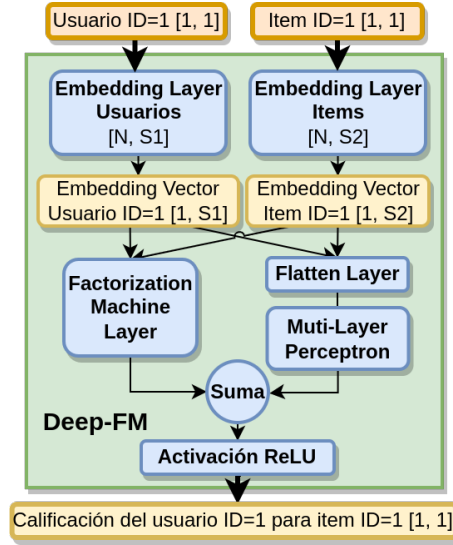 Usuario ID=1 [1, 1]
Item ID=1 [1, 1]
Embedding Layer
Usuarios
[N, S1]
Embedding Layer
Items
[N, S2]
Embedding Vector
Usuario ID=1 [1, S1]
Embedding Vector
Item ID=1 [1, S2]
Factorization
Machine
Layer
Flatten Layer
Muti-Layer
Perceptron
Suma
Deep-FM
Activación ReLU
Calificación del usuario ID=1 para item ID=1 [1, 1]